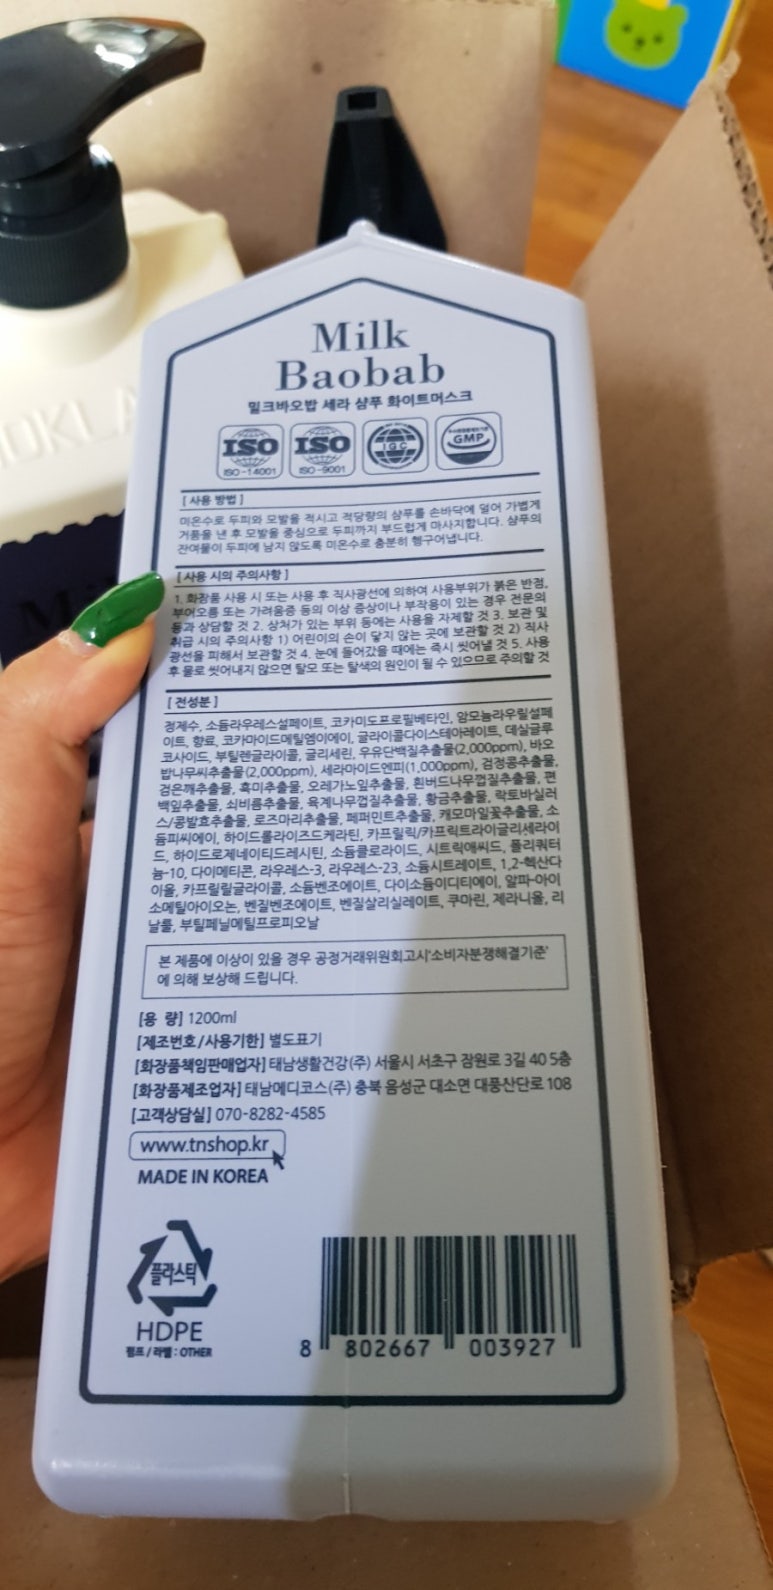 Milk
Baobab
밀크바오밥 세라 샴푸 화이트머스크
ISO
ISO-14001
ISO
ISO-9001
IGC
GMP
[ 사용 방법 ]
미온수로 두피와 모발을 적시고 적당량의 샴푸를 손바닥에 덜어 가볍게
거품을 낸 후 모발을 중심으로 두피까지 부드럽게 마사지합니다. 샴푸의
잔여물이 두피에 남지 않도록 미온수로 충분히 헹구어냅니다.
[ 사용 시의 주의사항 ]
1. 화장품 사용 시 또는 사용 후 직사광선에 의하여 사용부위가 붉은 반점,
부어오름 또는 가려움증 등의 이상 증상이나 부작용이 있는 경우 전문의
등과 상담할 것 2. 상처가 있는 부위 등에는 사용을 자제할 것 3. 보관 및
취급 시의 주의사항 1) 어린이의 손이 닿지 않는 곳에 보관할 것 2) 직사
광선을 피해서 보관할 것 4. 눈에 들어갔을 때에는 즉시 씻어낼 것 5. 사용
후 물로 씻어내지 않으면 탈모 또는 탈색의 원인이 될 수 있으므로 주의할 것
[ 전성분 ]
정제수, 소듐라우레스설페이트, 코카미도프로필베타인, 암모늄라우릴설페
이트, 향료, 코카마이드메틸엠이에이, 글라이콜다이스테아레이트, 데실글루
코사이드, 부틸렌글라이콜, 글리세린, 우유단백질추출물(2,000ppm), 바오
밥나무씨추출물(2,000ppm), 세라마이드엔피(1,000ppm), 검정콩추출물,
검은깨추출물, 흑미추출물, 오레가노잎추출물, 흰버드나무껍질추출물, 편
백잎추출물, 쇠비름추출물, 육계나무껍질추출물, 황금추출물, 락토바실러
스/콩발효추출물, 로즈마리추출물, 페퍼민트추출물, 캐모마일꽃추출물, 소
듐피씨에이, 하이드롤라이즈드케라틴, 카프릴릭/카프릭트라이글리세라이
드, 하이드로제네이티드레시틴, 소듐클로라이드, 시트릭애씨드, 폴리쿼터
늄-10, 다이메티콘, 라우레스-3, 라우레스-23, 소듐시트레이트, 1,2-헥산다
이올, 카프릴릴글라이콜, 소듐벤조에이트, 다이소듐이디티에이, 알파-아이
소메틸아이오논, 벤질벤조에이트, 벤질살리실레이트, 쿠마린, 제라니올, 리
날룰, 부틸페닐메틸프로피오날
본 제품에 이상이 있을 경우 공정거래위원회고시'소비자분쟁해결기준'
에 의해 보상해 드립니다.
[용 량] 1200ml
[제조번호/사용기한] 별도표기
[화장품책임판매업자] 태남생활건강(주) 서울시 서초구 잠원로 3길 40 5층
[화장품제조업자] 태남메디코스(주) 충북 음성군 대소면 대풍산단로 108
[고객상담실] 070-8282-4585
www.tnshop.kr
MADE IN KOREA
플라스틱
HDPE
펌프 / 라벨 : OTHER
8 802667 003927